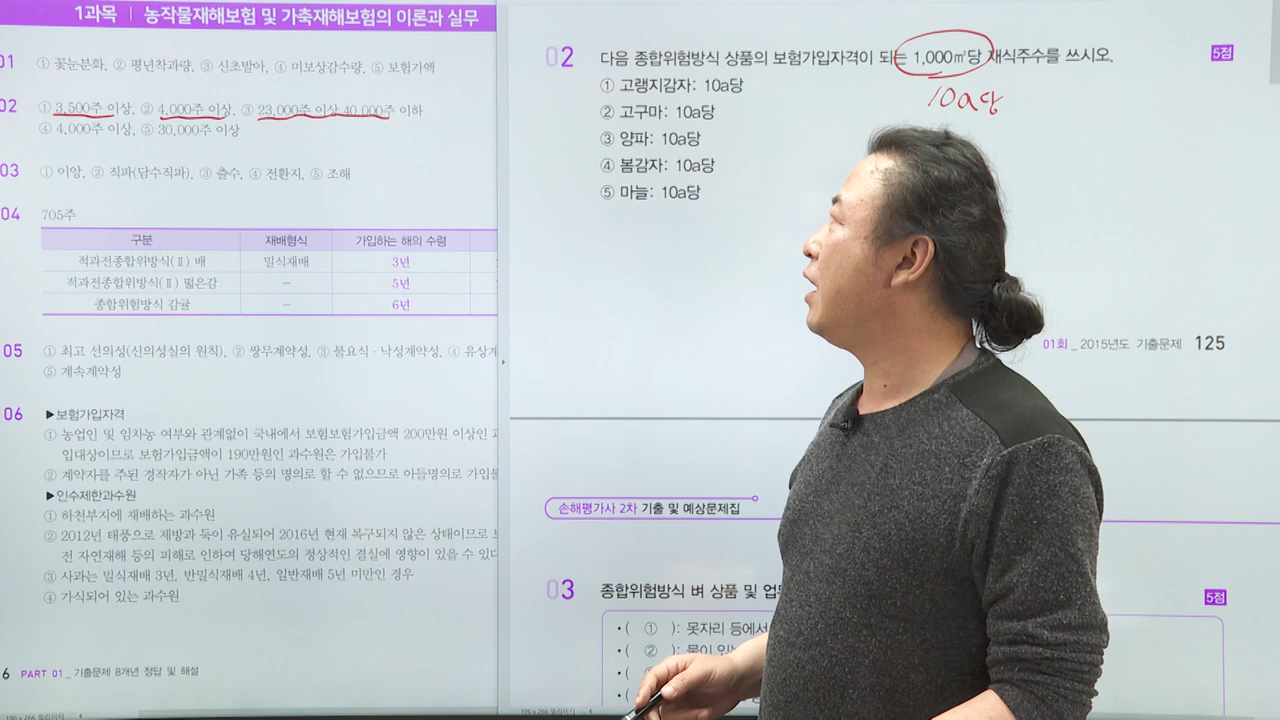 1과목 | 농작물재해보험 및 가축재해보험의 이론과 실무
01 ① 꽃눈분화, ② 평년착과량, ③ 신초발아, ④ 미보상감수량, ⑤ 보험가액
02 ① 3,500주 이상, ② 4,000주 이상, ③ 23,000주 이상 40,000주 이하
④ 4,000주 이상, ⑤ 30,000주 이상
03 ① 이앙, ② 직파(담수직파), ③ 출수, ④ 전환지, ⑤ 조해
04 705주
구분 재배형식 가입하는 해의 수령
적과전종합위험방식(Ⅱ) 배 밀식재배 3년
적과전종합위험방식(Ⅱ) 떫은감 - 5년
종합위험방식 감귤 - 6년
05 ① 최고 선의성(신의성실의 원칙), ② 쌍무계약성, ③ 불요식·낙성계약성, ④ 유상계
⑤ 계속계약성
06 ▶보험가입자격
① 농업인 및 임차농 여부와 관계없이 국내에서 보험보험가입금액 200만원 이상인 과
입대상이므로 보험가입금액이 190만원인 과수원은 가입불가
② 계약자를 주된 경작자가 아닌 가족 등의 명의로 할 수 없으므로 아들명의로 가입불
▶인수제한과수원
① 하천부지에 재배하는 과수원
② 2012년 태풍으로 제방과 둑이 유실되어 2016년 현재 복구되지 않은 상태이므로 보
전 자연재해 등의 피해로 인하여 당해연도의 정상적인 결실에 영향이 있을 수 있다
③ 사과는 밀식재배 3년, 반밀식재배 4년, 일반재배 5년 미만인 경우
④ 가식되어 있는 과수원
6 PART 01 _ 기출문제 8개년 정답 및 해설
196 x 266 밀리미터
02 다음 종합위험방식 상품의 보험가입자격이 되는 1,000㎡당 재식주수를 쓰시오. 5점
10a당
① 고랭지감자: 10a당
② 고구마: 10a당
③ 양파: 10a당
④ 봄감자: 10a당
⑤ 마늘: 10a당
01회 _ 2015년도 기출문제 125
손해평가사 2차 기출 및 예상문제집
03 종합위험방식 벼 상품 및 업 5점
•( ① ): 못자리 등에서
•( ② ): 물이 있는
196 x 266 밀리미터